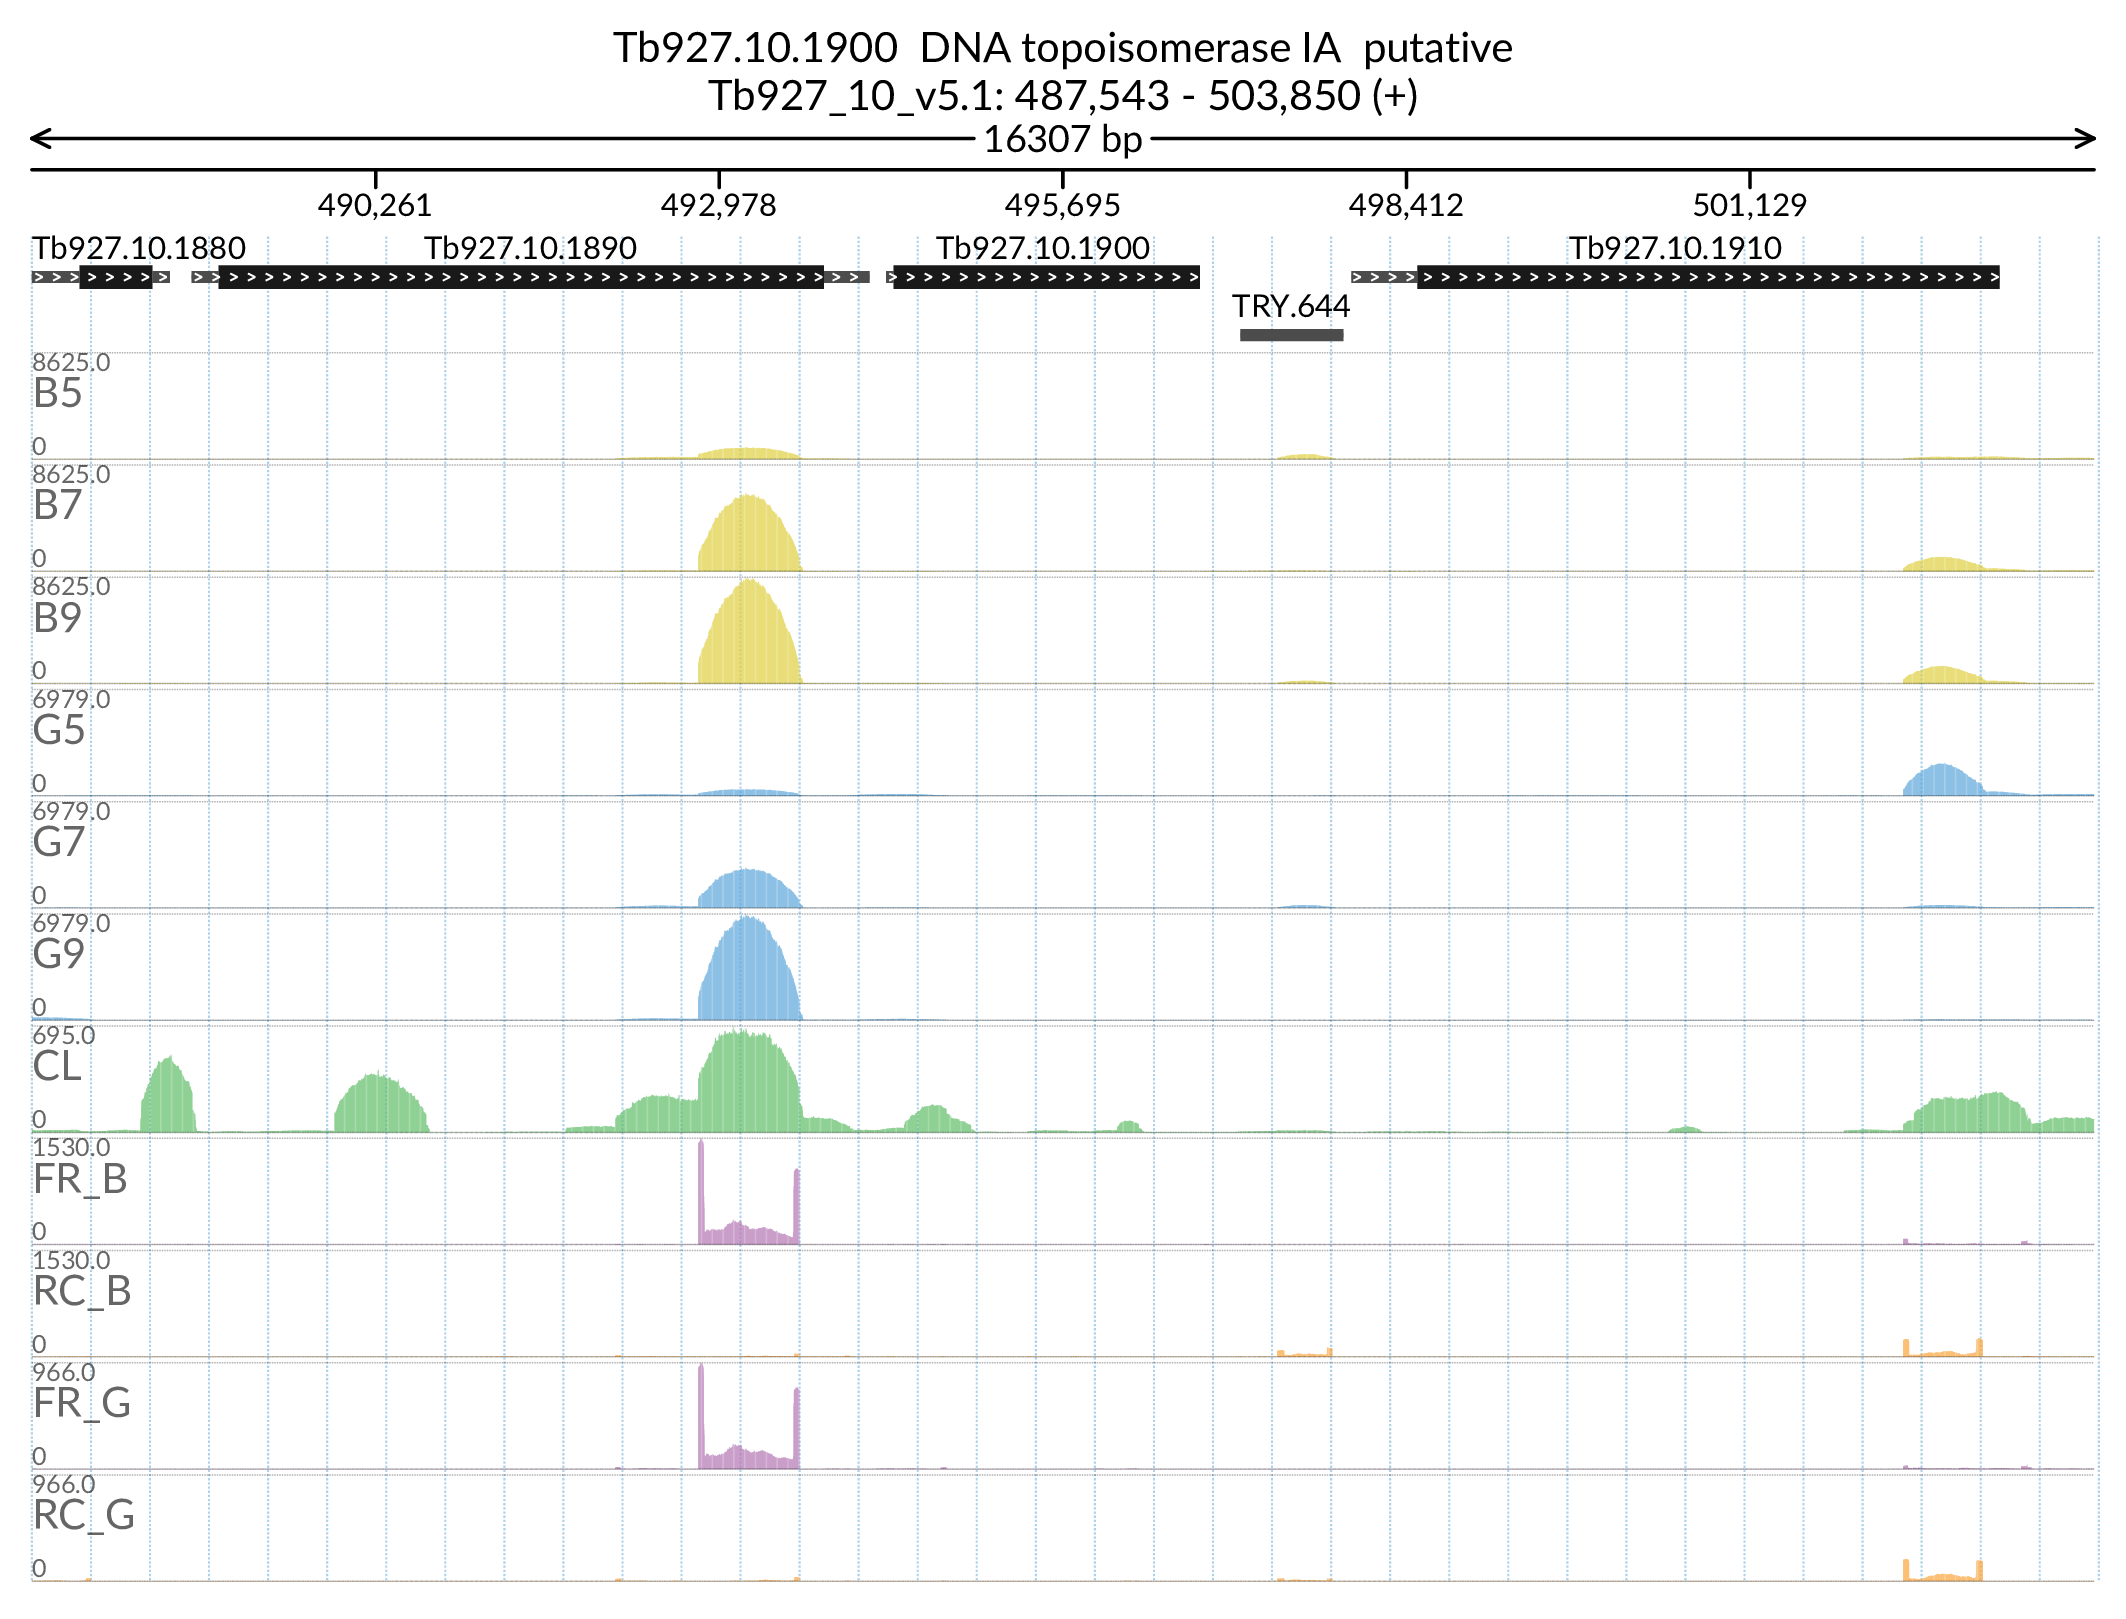 Tb927.10.1900  DNA topoisomerase IA  putative
Tb927_10_v5.1: 487,543 - 503,850 (+)
16307 bp
490,261 492,978 495,695 498,412 501,129
Tb927.10.1880 Tb927.10.1890 Tb927.10.1900 Tb927.10.1910
TRY.644
8625.0
B5
0
8625.0
B7
0
8625.0
B9
0
6979.0
G5
0
6979.0
G7
0
6979.0
G9
0
695.0
CL
0
1530.0
FR_B
0
1530.0
RC_B
0
966.0
FR_G
0
966.0
RC_G
0